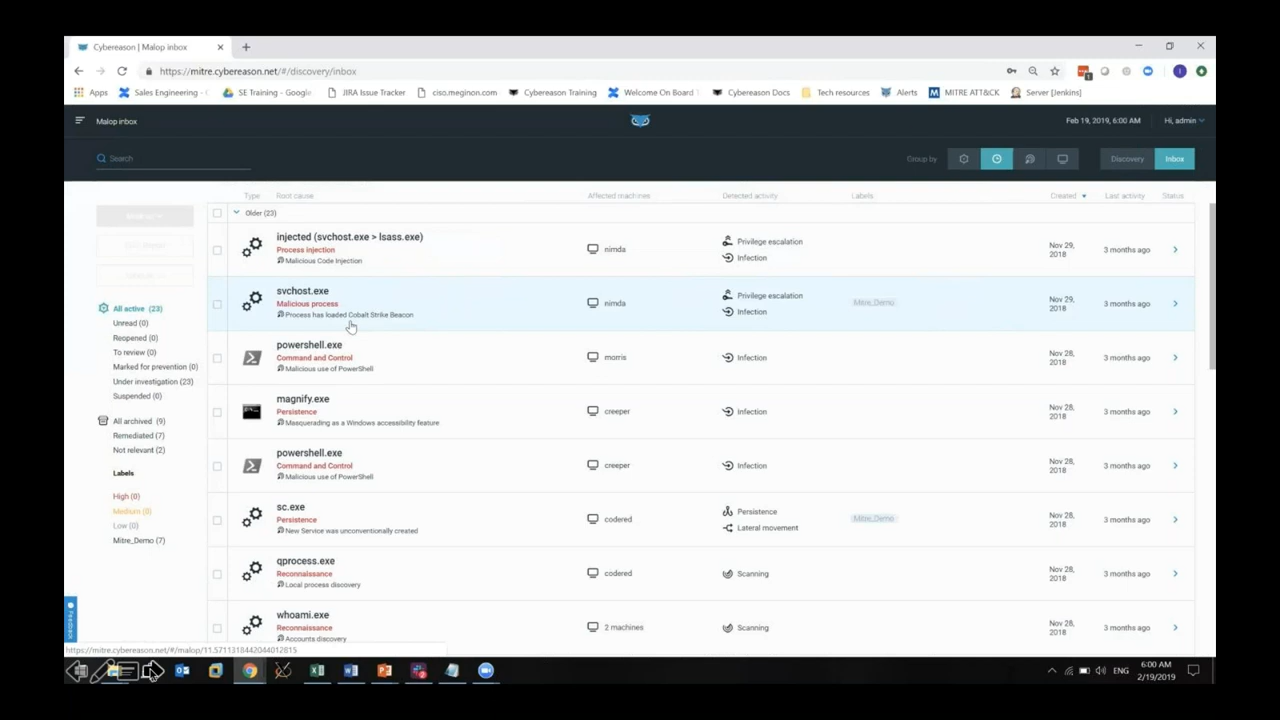 Cybereason | Malop inbox
https://mitre.cybereason.net/#/discovery/inbox
Apps Sales Engineering - C SE Training - Google JIRA Issue Tracker ciso.meginon.com Cybereason Training Welcome On Board Cybereason Docs Tech resources Alerts MITRE ATT&CK Server [Jenkins]
Malop inbox Feb 19, 2019, 6:00 AM Hi, admin
Search Group by Discovery Inbox
Type Root cause Affected machines Detected activity Labels Created Last activity Status
Older (23)
injected (svchost.exe > lsass.exe)
Process injection
Malicious Code Injection
nimda
Privilege escalation
Infection
Nov 29, 2018
3 months ago
svchost.exe
Malicious process
Process has loaded Cobalt Strike Beacon
nimda
Privilege escalation
Infection
Mitre_Demo
Nov 29, 2018
3 months ago
powershell.exe
Command and Control
Malicious use of PowerShell
morris
Infection
Nov 28, 2018
3 months ago
magnify.exe
Persistence
Masquerading as a Windows accessibility feature
creeper
Infection
Nov 28, 2018
3 months ago
powershell.exe
Command and Control
Malicious use of PowerShell
creeper
Infection
Nov 28, 2018
3 months ago
sc.exe
Persistence
New Service was unconventionally created
codered
Persistence
Lateral movement
Mitre_Demo
Nov 28, 2018
3 months ago
qprocess.exe
Reconnaissance
Local process discovery
codered
Scanning
Nov 28, 2018
3 months ago
whoami.exe
Reconnaissance
Accounts discovery
2 machines
Scanning
Nov 28, 2018
3 months ago
All active (23)
Unread (0)
Reopened (0)
To review (0)
Marked for prevention (0)
Under investigation (23)
Suspended (0)
All archived (9)
Remediated (7)
Not relevant (2)
Labels
High (0)
Medium (0)
Low (0)
Mitre_Demo (7)
Feedback
https://mitre.cybereason.net/#/malop/11.5711318442044012815
ENG
6:00 AM
2/19/2019